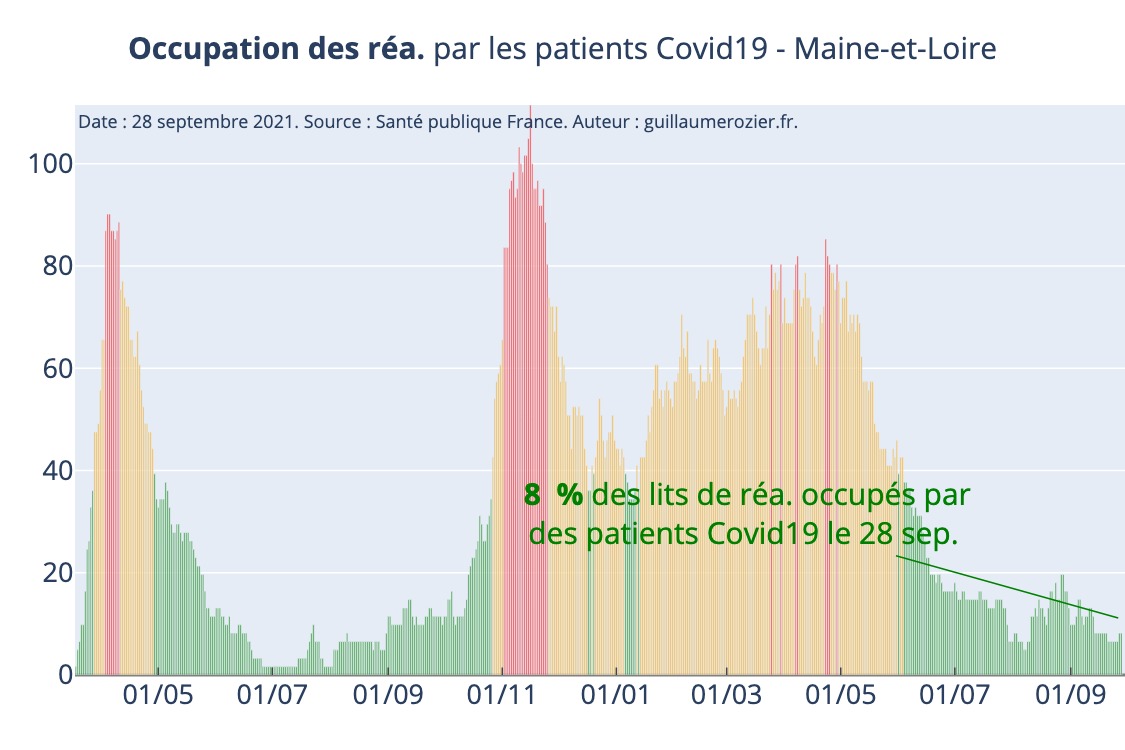 Occupation des réa. par les patients Covid19 - Maine-et-Loire
Date : 28 septembre 2021. Source : Santé publique France. Auteur : guillaumerozier.fr.
100
80
60
40
20
0
8 % des lits de réa. occupés par
des patients Covid19 le 28 sep.
01/05 01/07 01/09 01/11 01/01 01/03 01/05 01/07 01/09